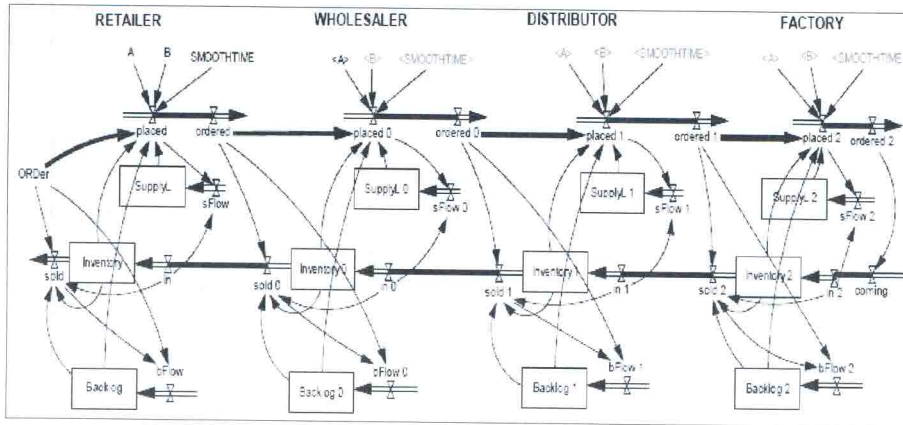 RETAILER WHOLESALER DISTRIBUTOR FACTORY
A B SMOOTHTIME <A> <B> <SMOOTHTIME> <A> <B> <SMOOTHTIME> <A> <B> <SMOOTHTIME>
placed ordered placed 0 ordered 0 placed 1 ordered 1 placed 2 ordered 2
ORDer
SupplyL SupplyL 0 SupplyL 1 SupplyL 2
sFlow sFlow 0 sFlow 1 sFlow 2
Inventory Inventory 0 Inventory 1 Inventory 2
sold in sold 0 in 0 sold 1 in 1 sold 2 in 2 coming
bFlow bFlow 0 bFlow 1 bFlow 2
Backlog Backlog 0 Backlog 1 Backlog 2